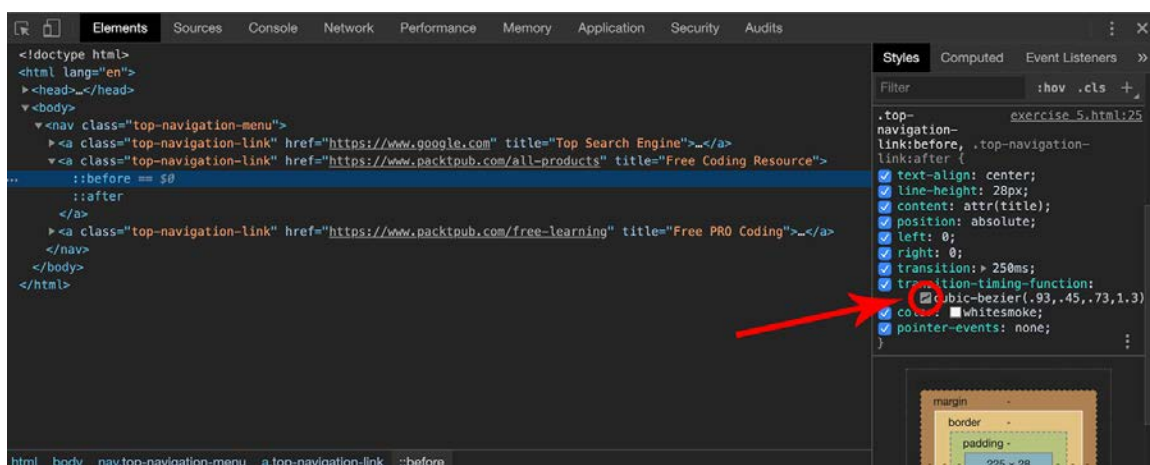 Elements Sources Console Network Performance Memory Application Security Audits
<!doctype html>
<html lang="en">
<head>…</head>
<body>
<nav class="top-navigation-menu">
<a class="top-navigation-link" href="https://www.google.com" title="Top Search Engine">…</a>
<a class="top-navigation-link" href="https://www.packtpub.com/all-products" title="Free Coding Resource">
… ::before == $0
::after
</a>
<a class="top-navigation-link" href="https://www.packtpub.com/free-learning" title="Free PRO Coding">…</a>
</nav>
</body>
</html>
html body nav.top-navigation-menu a.top-navigation-link ::before
Styles Computed Event Listeners »
Filter :hov .cls +
.top- exercise 5.html:25
navigation-
link:before, .top-navigation-
link:after {
text-align: center;
line-height: 28px;
content: attr(title);
position: absolute;
left: 0;
right: 0;
transition: 250ms;
transition-timing-function:
cubic-bezier(.93,.45,.73,1.3)
color: whitesmoke;
pointer-events: none;
}
margin -
border -
padding -
225 × 28